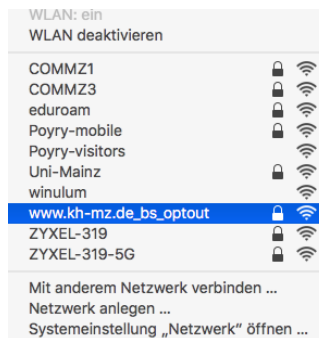 WLAN: ein
WLAN deaktivieren
COMMZ1
COMMZ3
eduroam
Poyry-mobile
Poyry-visitors
Uni-Mainz
winulum
www.kh-mz.de_bs_optout
ZYXEL-319
ZYXEL-319-5G
Mit anderem Netzwerk verbinden ...
Netzwerk anlegen ...
Systemeinstellung „Netzwerk“ öffnen ...